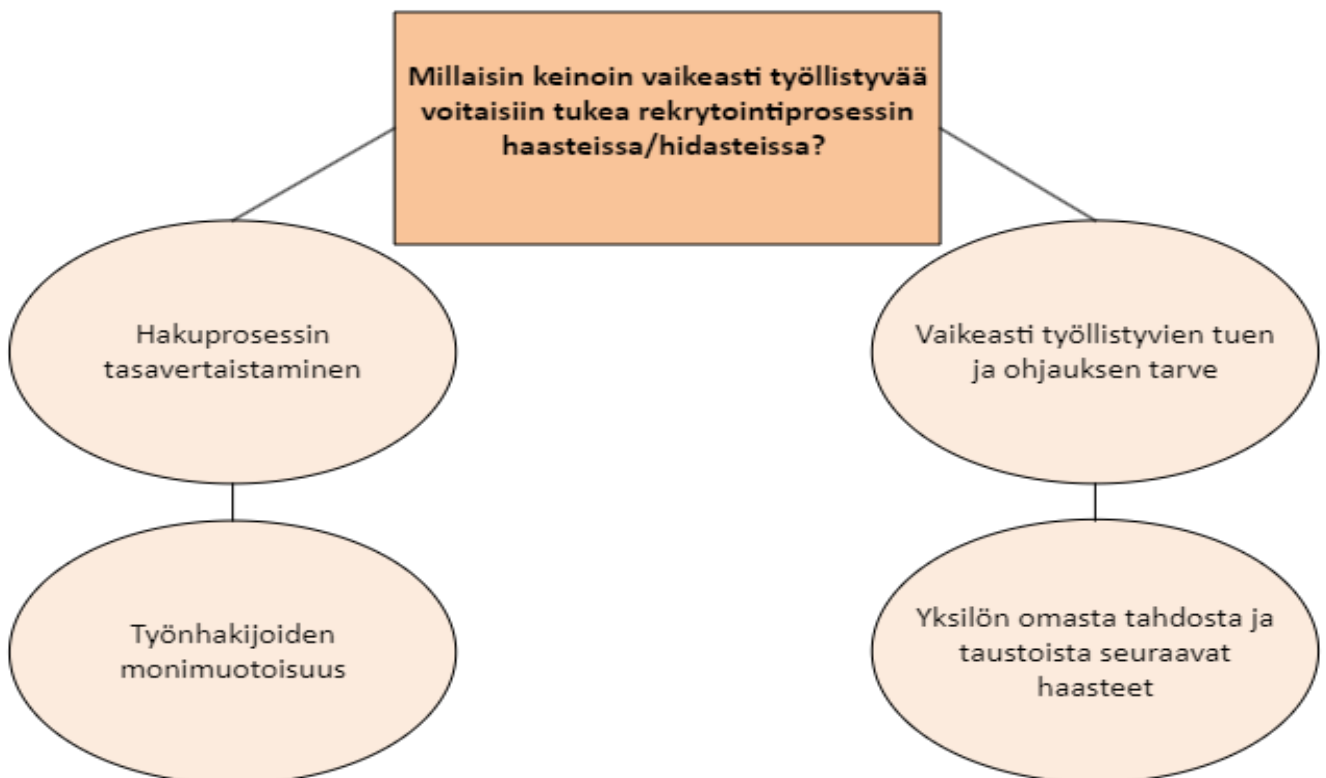 Millaisin keinoin vaikeasti työllistyvää
voitaisiin tukea rekrytointiprosessin
haasteissa/hidasteissa?
Hakuprosessin
tasavertaistaminen
Vaikeasti työllistyvien tuen
ja ohjauksen tarve
Työnhakijoiden
monimuotoisuus
Yksilön omasta tahdosta ja
taustoista seuraavat
haasteet